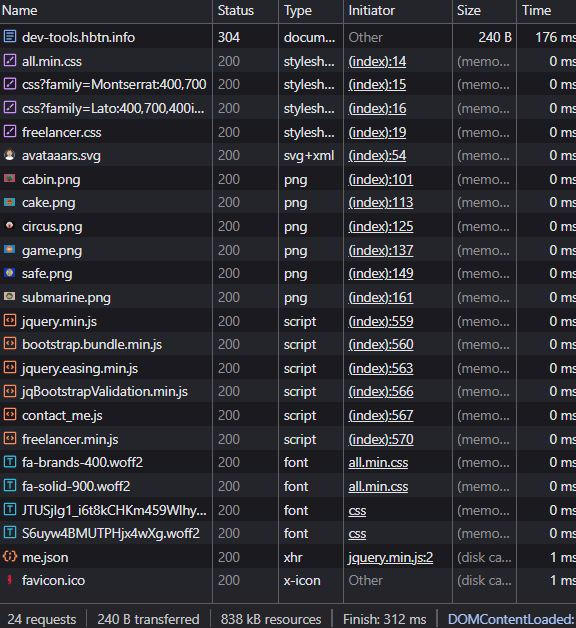 Name Status Type Initiator Size Time
dev-tools.hbtn.info 304 docum... Other 240 B 176 ms
all.min.css 200 stylesh... (index):14 (memo... 0 ms
css?family=Montserrat:400,700 200 stylesh... (index):15 (memo... 0 ms
css?family=Lato:400,700,400i... 200 stylesh... (index):16 (memo... 0 ms
freelancer.css 200 stylesh... (index):19 (memo... 0 ms
avataaars.svg 200 svg+xml (index):54 (memo... 0 ms
cabin.png 200 png (index):101 (memo... 0 ms
cake.png 200 png (index):113 (memo... 0 ms
circus.png 200 png (index):125 (memo... 0 ms
game.png 200 png (index):137 (memo... 0 ms
safe.png 200 png (index):149 (memo... 0 ms
submarine.png 200 png (index):161 (memo... 0 ms
jquery.min.js 200 script (index):559 (memo... 0 ms
bootstrap.bundle.min.js 200 script (index):560 (memo... 0 ms
jquery.easing.min.js 200 script (index):563 (memo... 0 ms
jqBootstrapValidation.min.js 200 script (index):566 (memo... 0 ms
contact_me.js 200 script (index):567 (memo... 0 ms
freelancer.min.js 200 script (index):570 (memo... 0 ms
fa-brands-400.woff2 200 font all.min.css (memo... 0 ms
fa-solid-900.woff2 200 font all.min.css (memo... 0 ms
JTUSjIg1_i6t8kCHKm459Wlhy... 200 font css (memo... 0 ms
S6uyw4BMUTPHjx4wXg.woff2 200 font css (memo... 0 ms
me.json 200 xhr jquery.min.js:2 (disk ca... 1 ms
favicon.ico 200 x-icon Other (disk ca... 1 ms
24 requests 240 B transferred 838 kB resources Finish: 312 ms DOMContentLoaded: